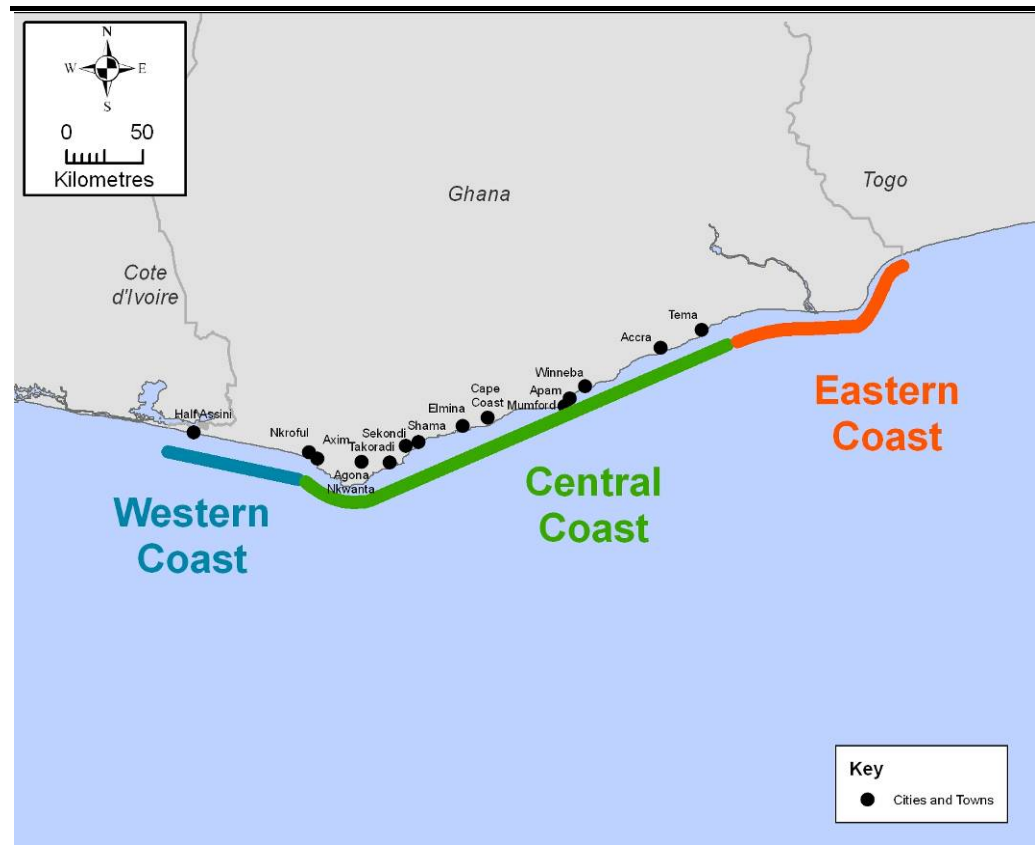 N
W E
S
0 50
Kilometres
Ghana
Togo
Cote
d'Ivoire
Tema
Accra
Winneba
Cape
Coast
Apam
Mumford
Elmina
Half Assini
Shama
Nkroful
Axim
Sekondi
Takoradi
Agona
Nkwanta
Eastern
Coast
Central
Coast
Western
Coast
Key
Cities and Towns